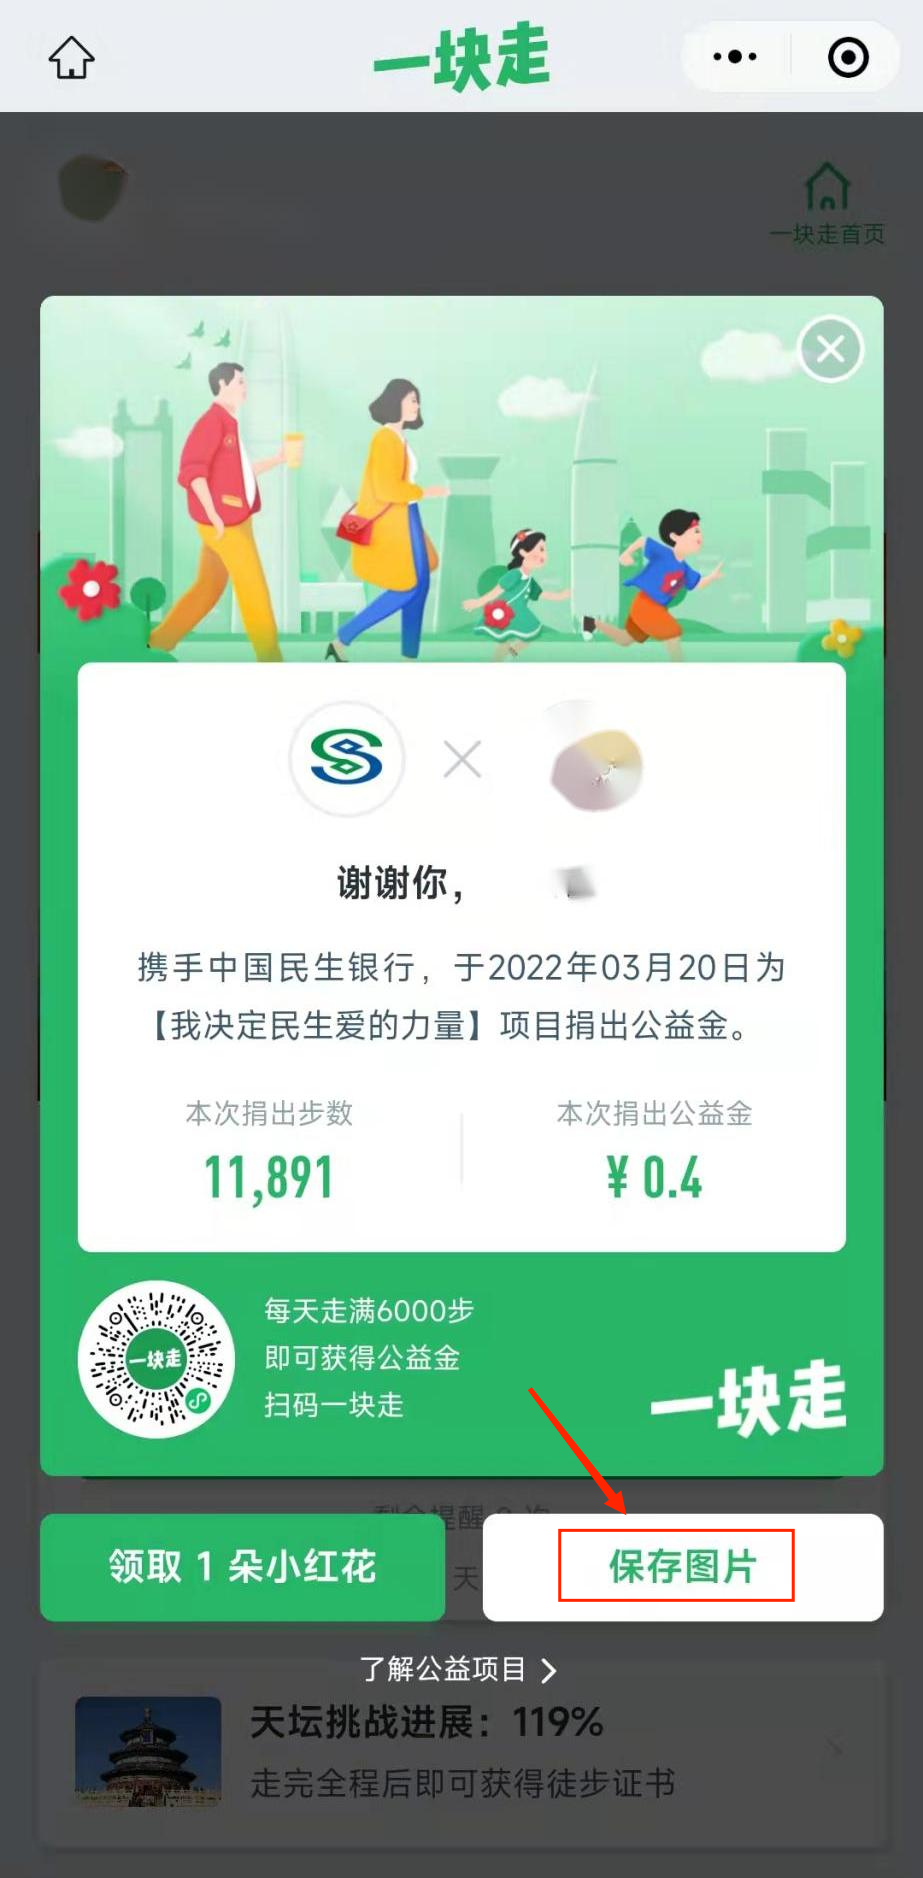 一块走
一块走首页
谢谢你，
携手中国民生银行，于2022年03月20日为
【我决定民生爱的力量】项目捐出公益金。
本次捐出步数
本次捐出公益金
11,891
¥0.4
一块走
每天走满6000步
即可获得公益金
扫码一块走
一块走
领取 1 朵小红花
天
保存图片
了解公益项目
天坛挑战进展：119%
走完全程后即可获得徒步证书